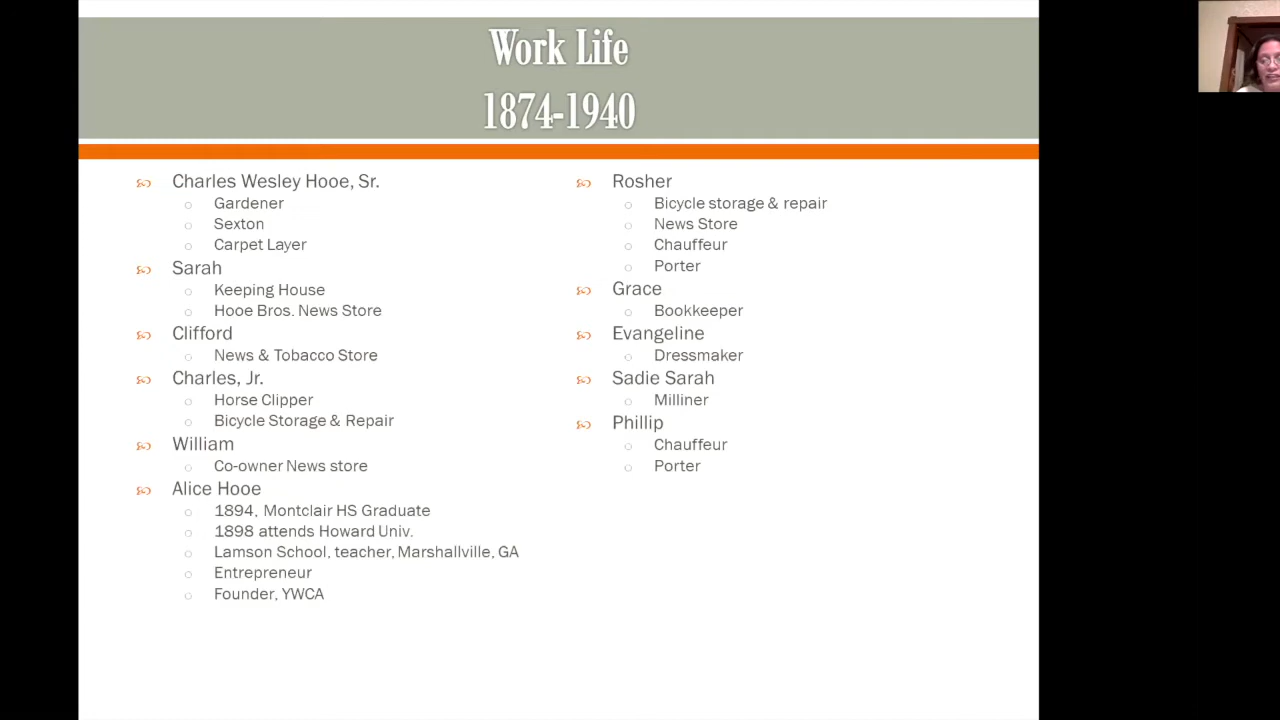 Work Life
1874-1940
Charles Wesley Hooe, Sr.
Gardener
Sexton
Carpet Layer
Sarah
Keeping House
Hooe Bros. News Store
Clifford
News & Tobacco Store
Charles, Jr.
Horse Clipper
Bicycle Storage & Repair
William
Co-owner News store
Alice Hooe
1894, Montclair HS Graduate
1898 attends Howard Univ.
Lamson School, teacher, Marshallville, GA
Entrepreneur
Founder, YWCA
Rosher
Bicycle storage & repair
News Store
Chauffeur
Porter
Grace
Bookkeeper
Evangeline
Dressmaker
Sadie Sarah
Milliner
Phillip
Chauffeur
Porter